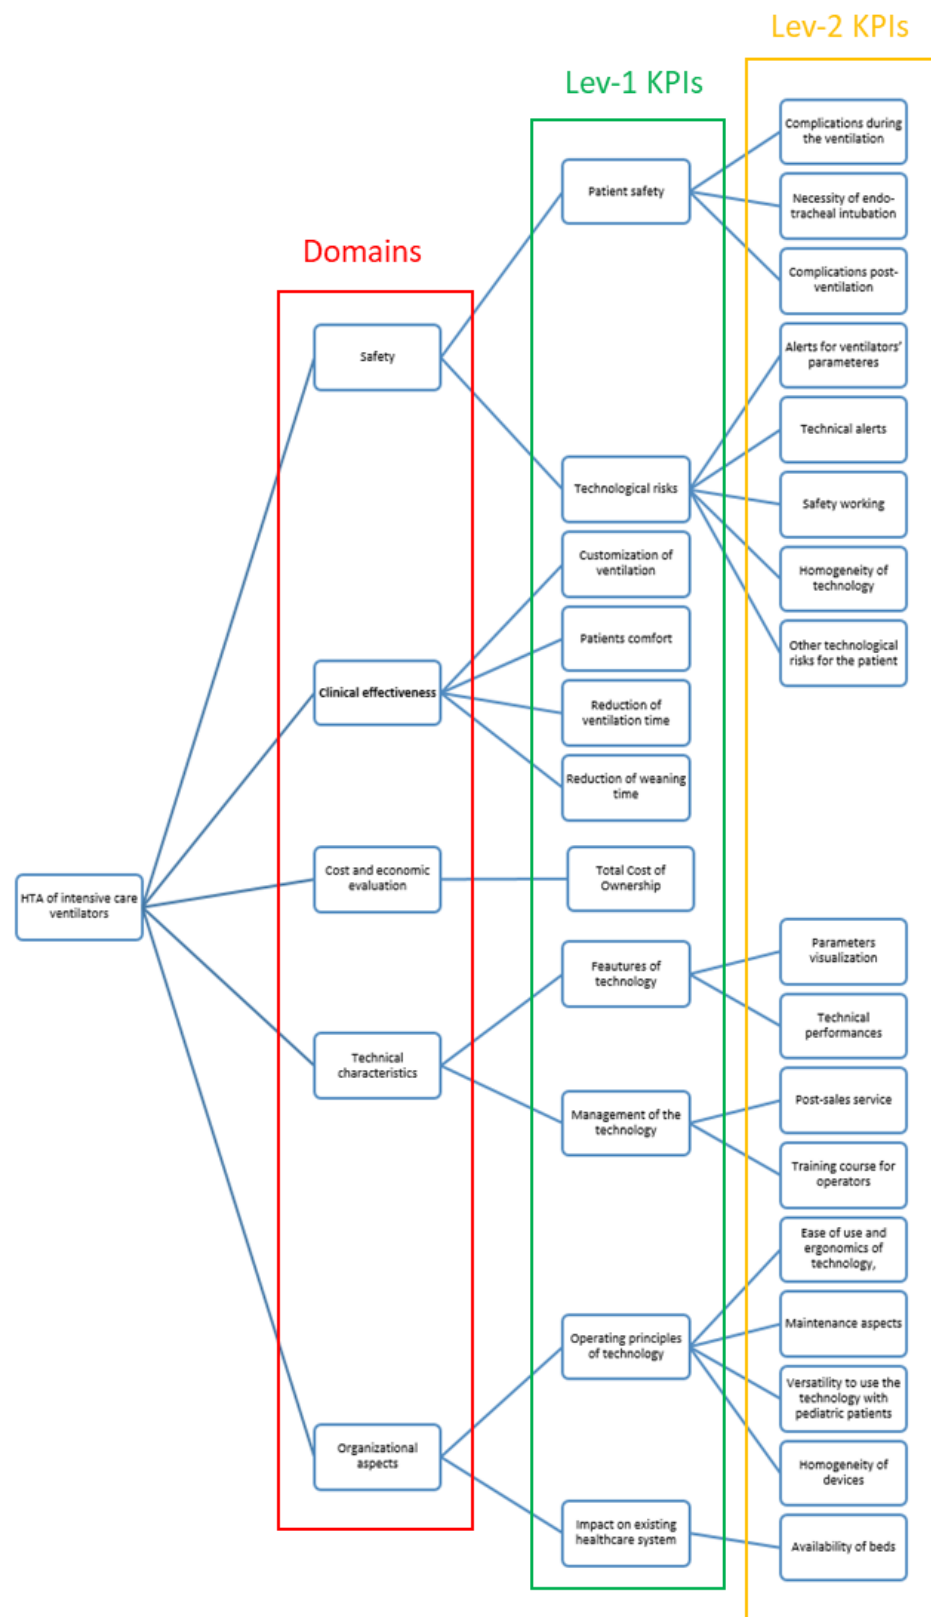 Lev-2 KPIs
Lev-1 KPIs
Domains
HTA of intensive care
ventilators
Safety
Patient safety
Complications during
the ventilation
Necessity of endo-
tracheal intubation
Complications post-
ventilation
Technological risks
Alerts for ventilators'
parameteres
Technical alerts
Safety working
Homogeneity of
technology
Other technological
risks for the patient
Clinical effectiveness
Customization of
ventilation
Patients comfort
Reduction of
ventilation time
Reduction of weaning
time
Cost and economic
evaluation
Total Cost of
Ownership
Technical
characteristics
Feautures of
technology
Parameters
visualization
Technical
performances
Management of the
technology
Post-sales service
Training course for
operators
Organizational
aspects
Operating principles
of technology
Ease of use and
ergonomics of
technology,
Maintenance aspects
Versatility to use the
technology with
pediatric patients
Homogeneity of
devices
Impact on existing
healthcare system
Availability of beds